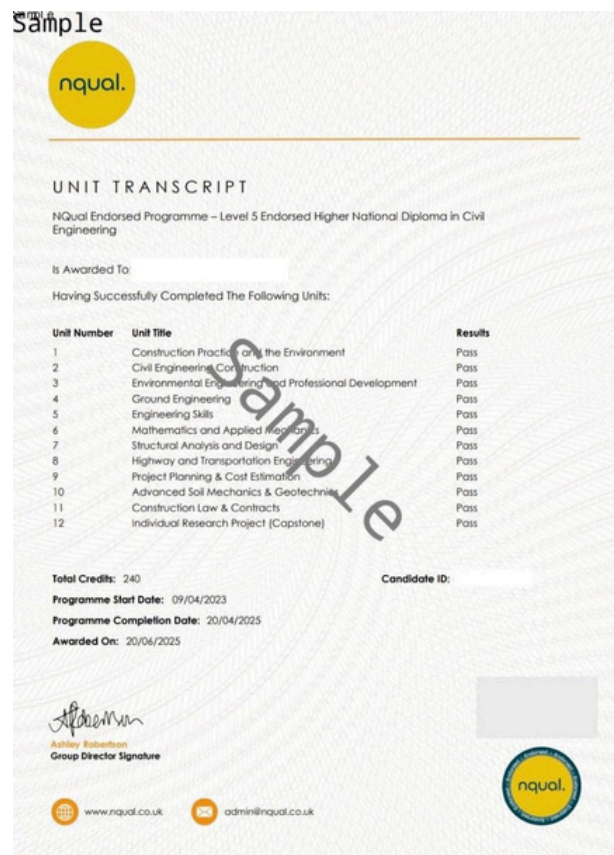 Sample
Sample
nqual.
UNIT TRANSCRIPT
NQual Endorsed Programme – Level 5 Endorsed Higher National Diploma in Civil
Engineering
Is Awarded To:
Having Successfully Completed The Following Units:
Unit Number Unit Title Results
1 Construction Practice and the Environment Pass
2 Civil Engineering Construction Pass
3 Environmental Engineering and Professional Development Pass
4 Ground Engineering Pass
5 Engineering Skills Pass
6 Mathematics and Applied Mechanics Pass
7 Structural Analysis and Design Pass
8 Highway and Transportation Engineering Pass
9 Project Planning & Cost Estimation Pass
10 Advanced Soil Mechanics & Geotechnics Pass
11 Construction Law & Contracts Pass
12 Individual Research Project (Capstone) Pass
Sample
Total Credits: 240 Candidate ID:
Programme Start Date: 09/04/2023
Programme Completion Date: 20/04/2025
Awarded On: 20/06/2025
Ashley Robertson
Group Director Signature
www.nqual.co.uk admin@nqual.co.uk
nqual.